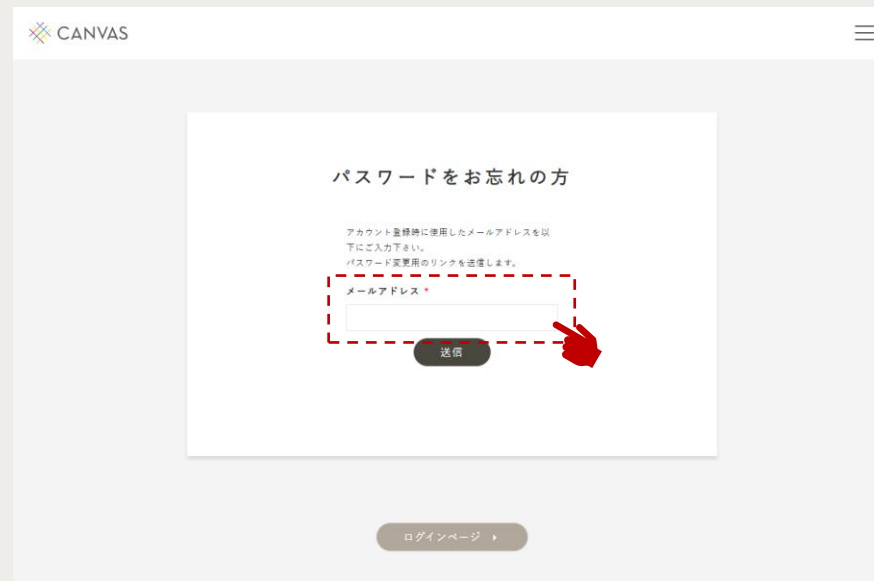 CANVAS
パスワードをお忘れの方
アカウント登録時に使用したメールアドレスを以
下にご入力下さい。
パスワード変更用のリンクを送信します。
メールアドレス *
送信
ログインページ